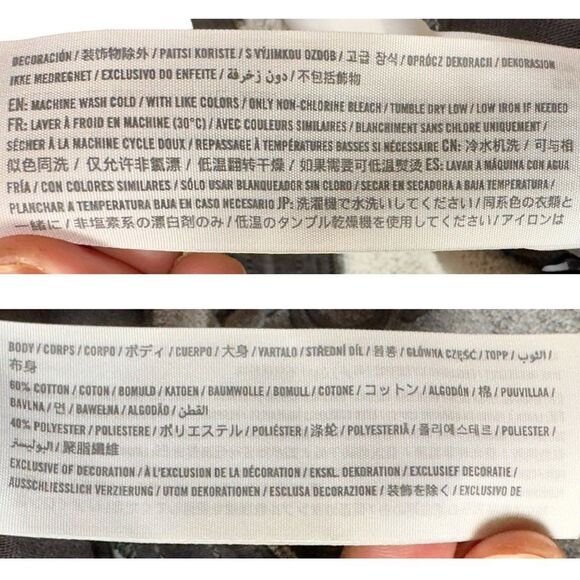 DECORACIÓN / 装饰物除外 / PAITSI KORISTE / S VÝJIMKOU OZDOB / 고급 장식 / OPRÓCZ DEKORACJI / DEKORASJON
IKKE MEDREGNET / EXCLUSIVO DO ENFEITE / دون زخرفة / 不包括飾物
EN: MACHINE WASH COLD / WITH LIKE COLORS / ONLY NON-CHLORINE BLEACH / TUMBLE DRY LOW / LOW IRON IF NEEDED
FR: LAVER À FROID EN MACHINE (30°C) / AVEC COULEURS SIMILAIRES / BLANCHIMENT SANS CHLORE UNIQUEMENT /
SÉCHER À LA MACHINE CYCLE DOUX / REPASSAGE À TEMPÉRATURES BASSES SI NÉCESSAIRE CN: 冷水机洗 / 可与相
似色同洗 / 仅允许非氯漂 / 低温翻转干燥 / 如果需要可低温熨烫 ES: LAVAR A MÁQUINA CON AGUA
FRÍA / CON COLORES SIMILARES / SÓLO USAR BLANQUEADOR SIN CLORO / SECAR EN SECADORA A BAJA TEMPERATURA /
PLANCHAR A TEMPERATURA BAJA EN CASO NECESARIO JP: 洗濯機で水洗いしてください / 同系色の衣類と
一緒に / 非塩素系の漂白剤のみ / 低温のタンブル乾燥機を使用してください / アイロンは
BODY / CORPS / CORPO / ボディ / CUERPO / 大身 / VARTALO / STŘEDNÍ DÍL / 몸통 / GŁÓWNA CZĘŚĆ / TOPP / الثوب /
布身
60% COTTON / COTON / BOMULD / KATOEN / BAUMWOLLE / BOMULL / COTONE / コットン / ALGODÓN / 棉 / PUUVILLAA /
BAVLNA / 면 / BAWEŁNA / ALGODÃO / القطن
40% POLYESTER / POLIESTERE / ポリエステル / POLIÉSTER / 涤纶 / POLYESTERIÄ / 폴리에스테르 / POLIESTER /
البوليستر / 聚脂纖維
EXCLUSIVE OF DECORATION / À L'EXCLUSION DE LA DÉCORATION / EKSKL. DEKORATION / EXCLUSIEF DECORATIE /
AUSSCHLIESSLICH VERZIERUNG / UTOM DEKORATIONEN / ESCLUSA DECORAZIONE / 装飾を除く / EXCLUSIVO DE